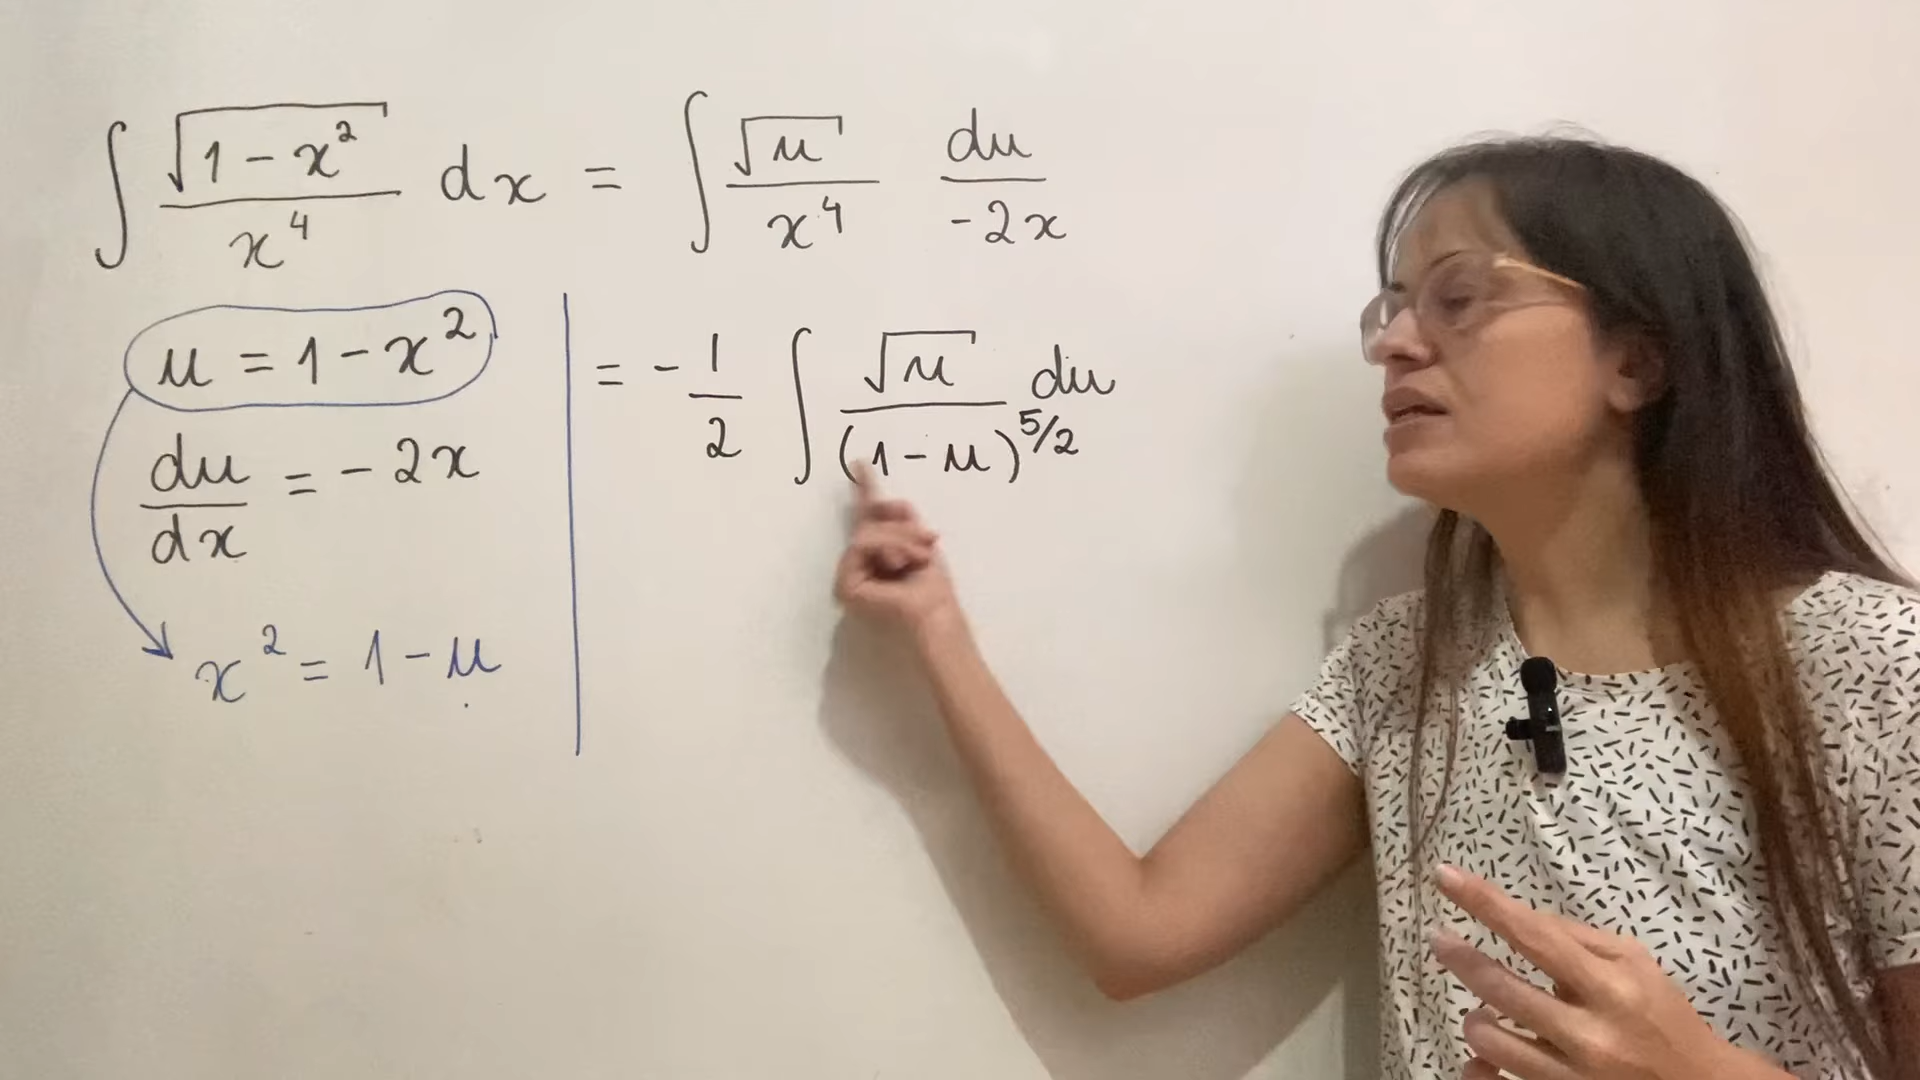 ∫ √(1 - x²) / x⁴ dx = ∫ √u / x⁴ du / -2x
u = 1 - x²
du / dx = - 2x
x² = 1 - u
= - 1/2 ∫ √u / (1 - u)^5/2 du